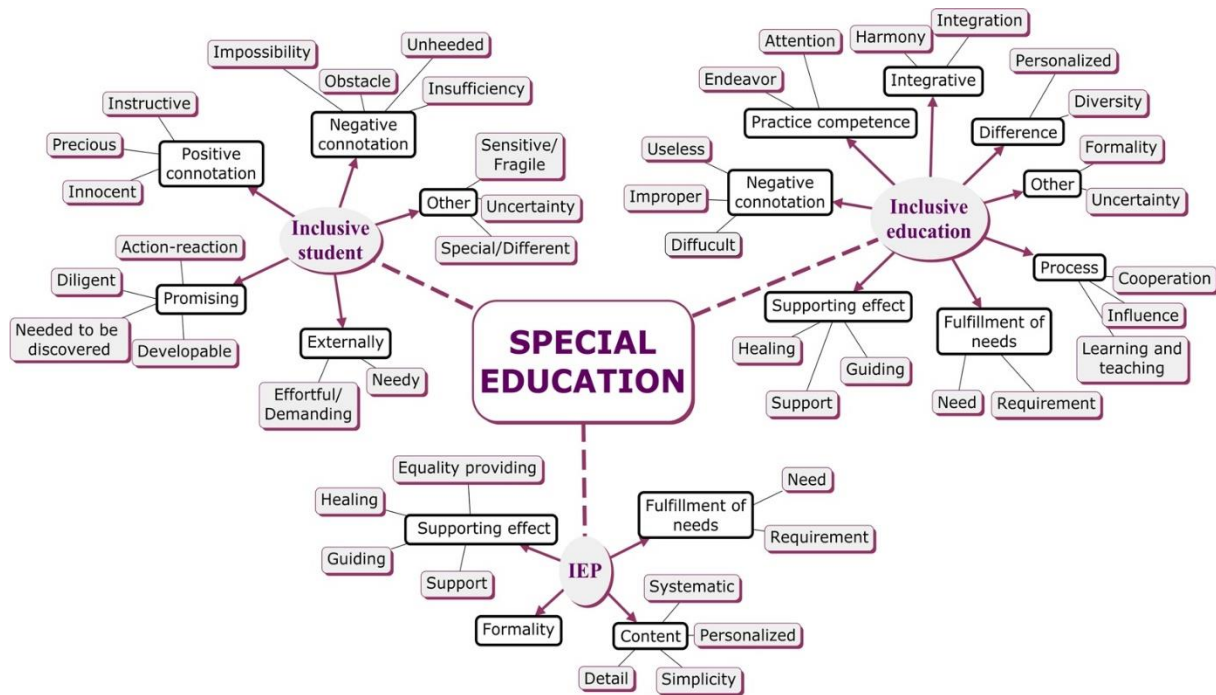 Impossibility
Unheeded
Obstacle
Insufficiency
Instructive
Negative
connotation
Precious
Positive
connotation
Innocent
Sensitive/
Fragile
Other
Uncertainty
Special/Different
Inclusive
student
Action-reaction
Diligent
Promising
Needed to be
discovered
Developable
Externally
Effortful/
Demanding
Needy
Attention
Harmony
Integration
Integrative
Endeavor
Practice competence
Personalized
Diversity
Difference
Formality
Other
Uncertainty
Useless
Improper
Negative
connotation
Diffucult
Inclusive
education
Process
Cooperation
Influence
Learning and
teaching
Supporting effect
Healing
Guiding
Support
Fulfillment of
needs
Need
Requirement
SPECIAL
EDUCATION
Equality providing
Healing
Supporting effect
Guiding
Support
Fulfillment of
needs
Need
Requirement
IEP
Formality
Systematic
Content
Personalized
Detail
Simplicity